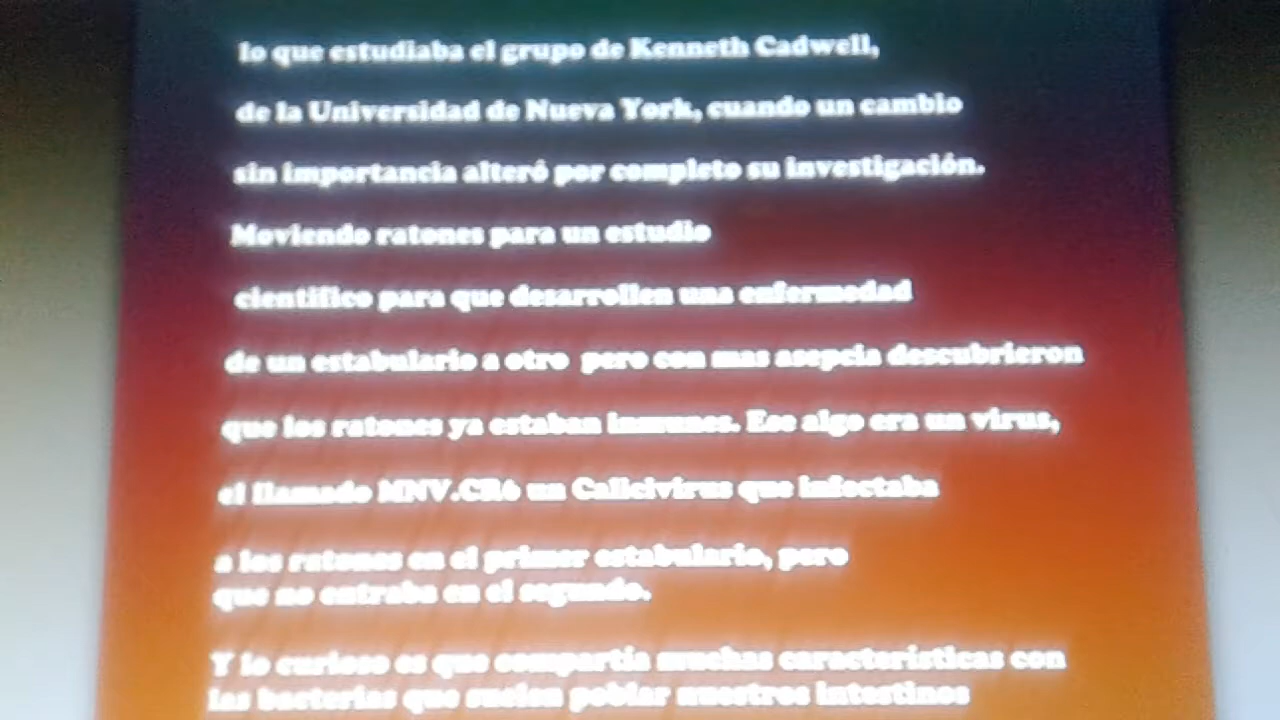 lo que estudiaba el grupo de Kenneth Cadwell,
de la Universidad de Nueva York, cuando un cambio
sin importancia alteró por completo su investigación.
Moviendo ratones para un estudio
cientifico para que desarrollen una enfermedad
de un estabulario a otro pero con mas asepcia descubrieron
que los ratones ya estaban inmunes. Ese algo era un virus,
el llamado MNV.CR6 un Calicivirus que infectaba
a los ratones en el primer estabulario, pero
que no entraba en el segundo.
Y lo curioso es que compartía muchas características con
las bacterias que suelen poblar nuestros intestinos